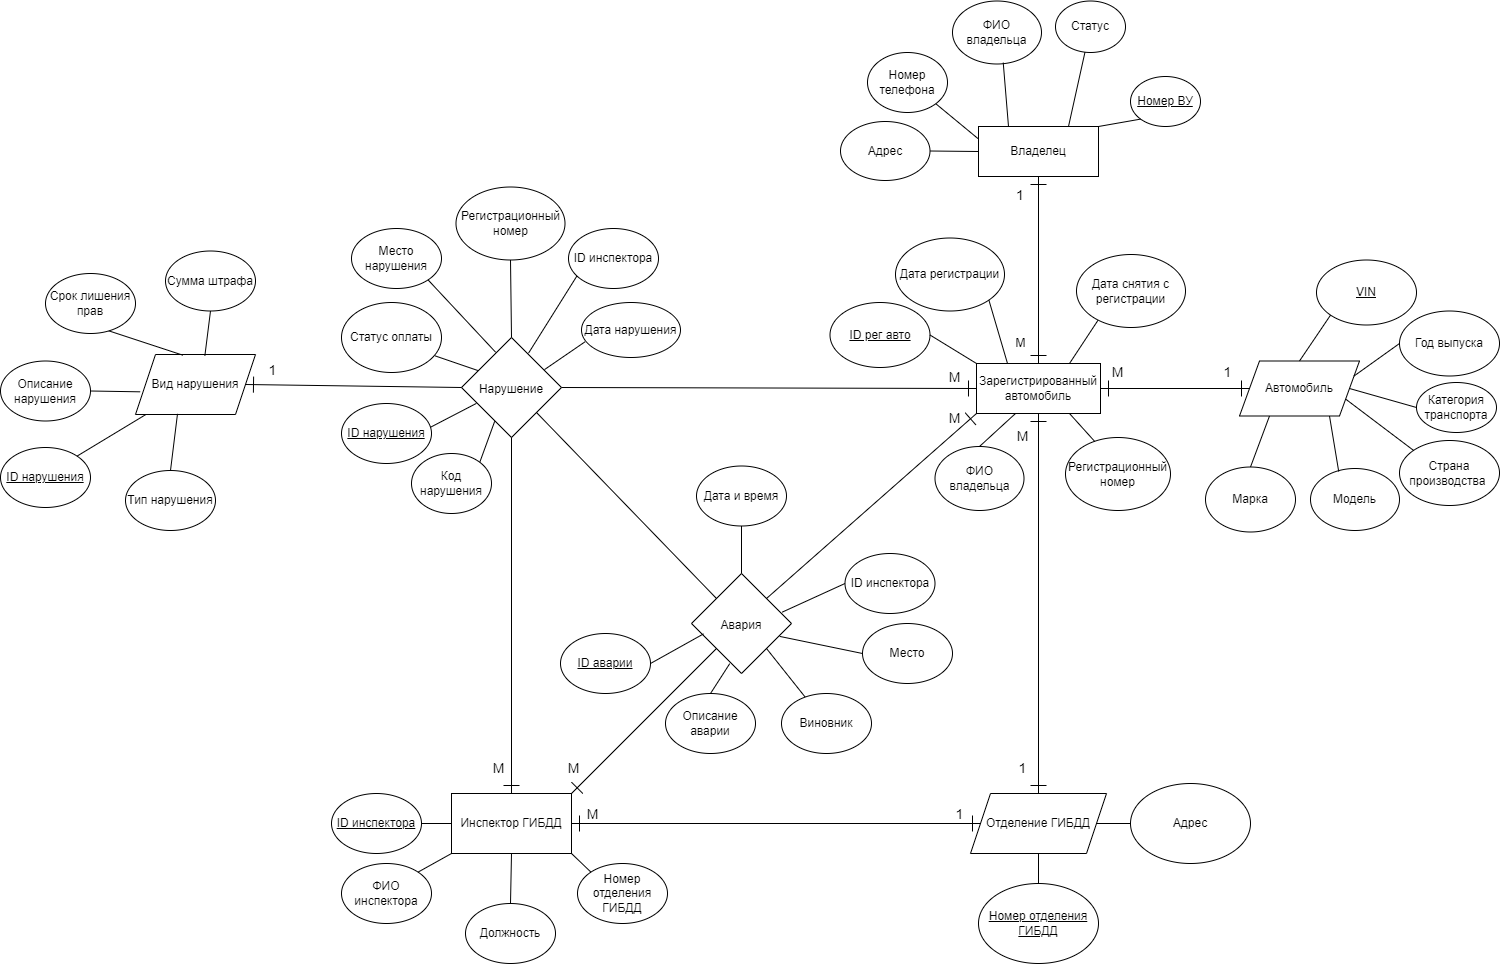 ФИО
владельца
Статус
Номер
телефона
Номер ВУ
Адрес
Владелец
1
Регистрационный
номер
Место
нарушения
ID инспектора
Статус оплаты
Дата нарушения
Нарушение
ID нарушения
Код
нарушения
Сумма штрафа
Срок лишения
прав
Вид нарушения
1
Описание
нарушения
ID нарушения
Тип нарушения
Дата регистрации
Дата снятия с
регистрации
ID рег авто
М
Зарегистрированный
автомобиль
М
М
М
М
ФИО
владельца
Регистрационный
номер
VIN
Год выпуска
1
Автомобиль
Категория
транспорта
Страна
производства
Марка
Модель
Дата и время
ID инспектора
Авария
Место
ID аварии
Описание
аварии
Виновник
М
М
М
Инспектор ГИБДД
ID инспектора
ФИО
инспектора
Должность
Номер
отделения
ГИБДД
1
1
Отделение ГИБДД
Адрес
Номер отделения
ГИБДД